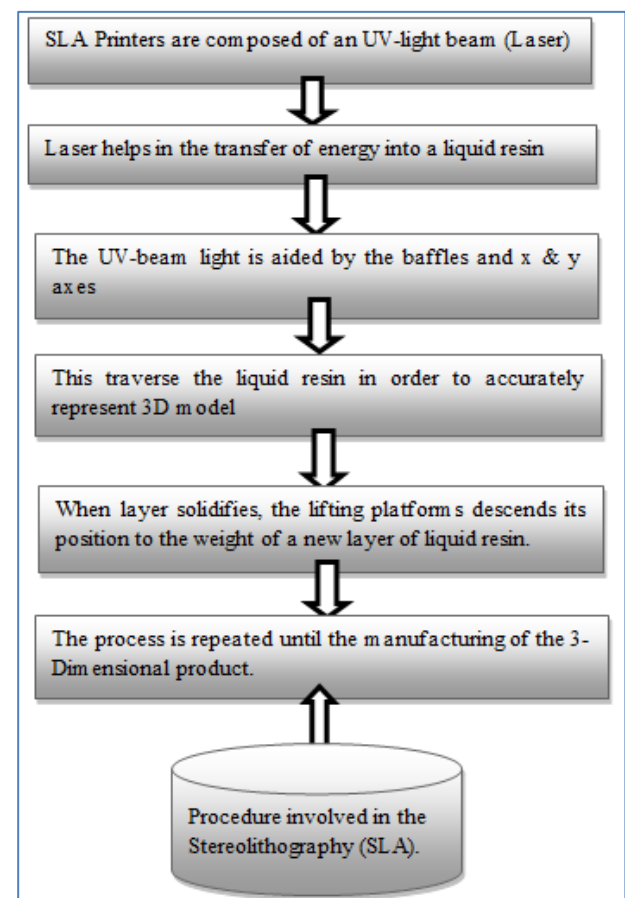 SLA Printers are composed of an UV-light beam (Laser)
Laser helps in the transfer of energy into a liquid resin
The UV-beam light is aided by the baffles and x & y
axes
This traverse the liquid resin in order to accurately
represent 3D model
When layer solidifies, the lifting platforms descends its
position to the weight of a new layer of liquid resin.
The process is repeated until the manufacturing of the 3-
Dimensional product.
Procedure involved in the
Stereolithography (SLA).